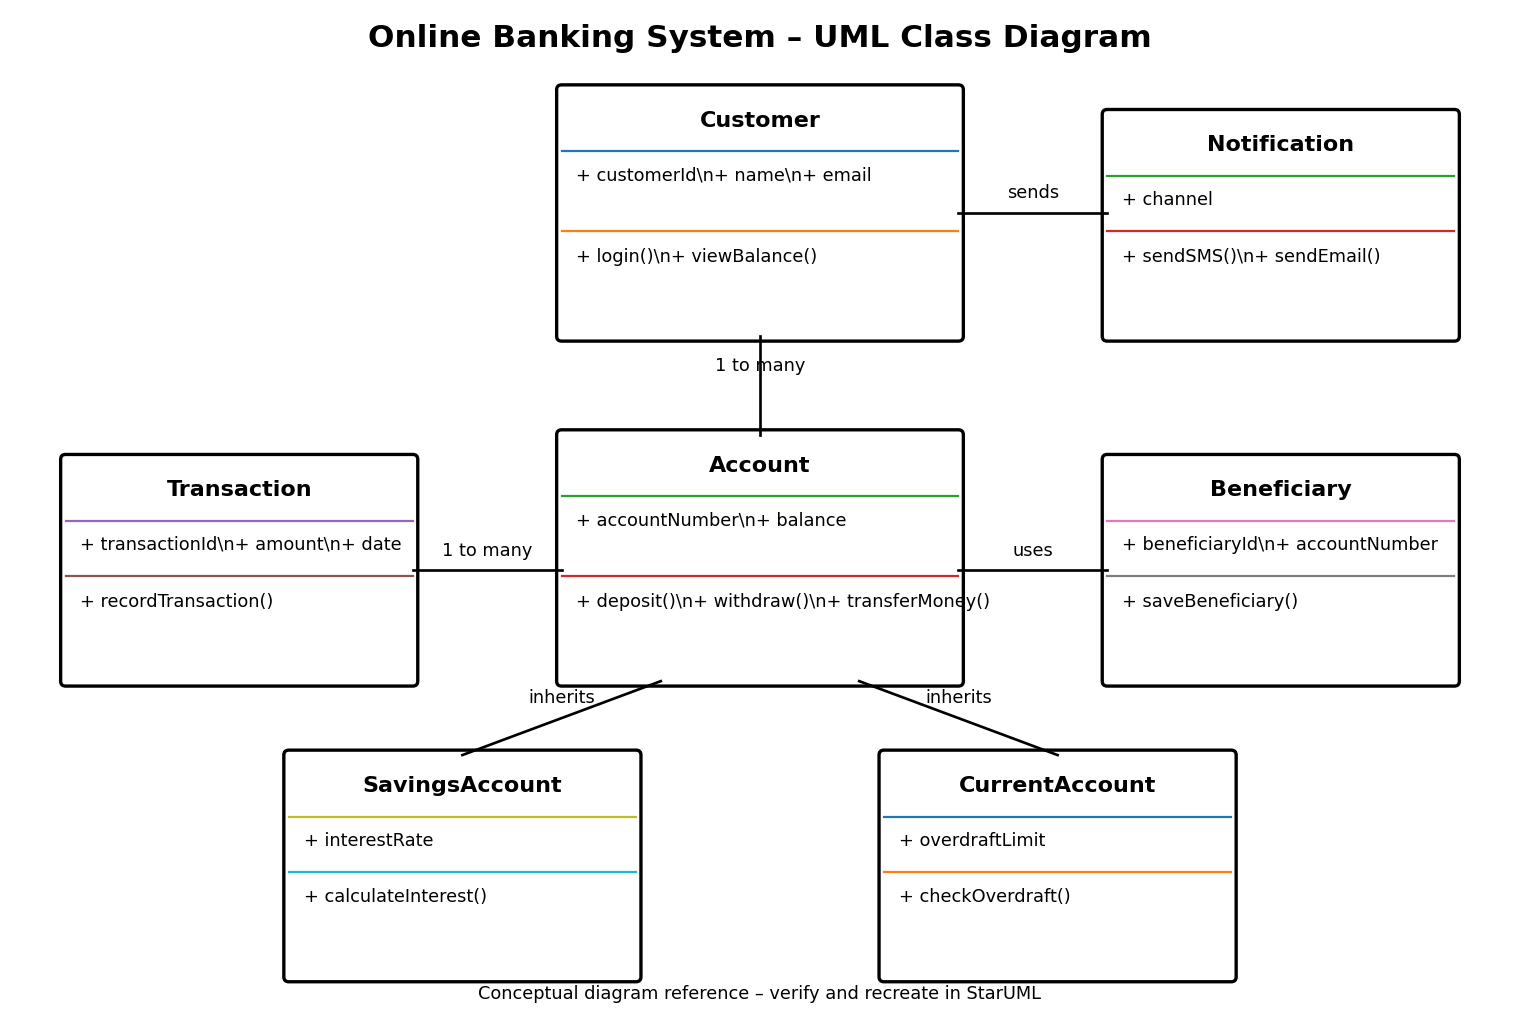 Online Banking System – UML Class Diagram
Customer
+ customerId\n+ name\n+ email
+ login()\n+ viewBalance()
sends
Notification
+ channel
+ sendSMS()\n+ sendEmail()
1 to many
Transaction
+ transactionId\n+ amount\n+ date
+ recordTransaction()
1 to many
Account
+ accountNumber\n+ balance
+ deposit()\n+ withdraw()\n+ transferMoney()
uses
Beneficiary
+ beneficiaryId\n+ accountNumber
+ saveBeneficiary()
inherits
inherits
SavingsAccount
+ interestRate
+ calculateInterest()
CurrentAccount
+ overdraftLimit
+ checkOverdraft()
Conceptual diagram reference – verify and recreate in StarUML